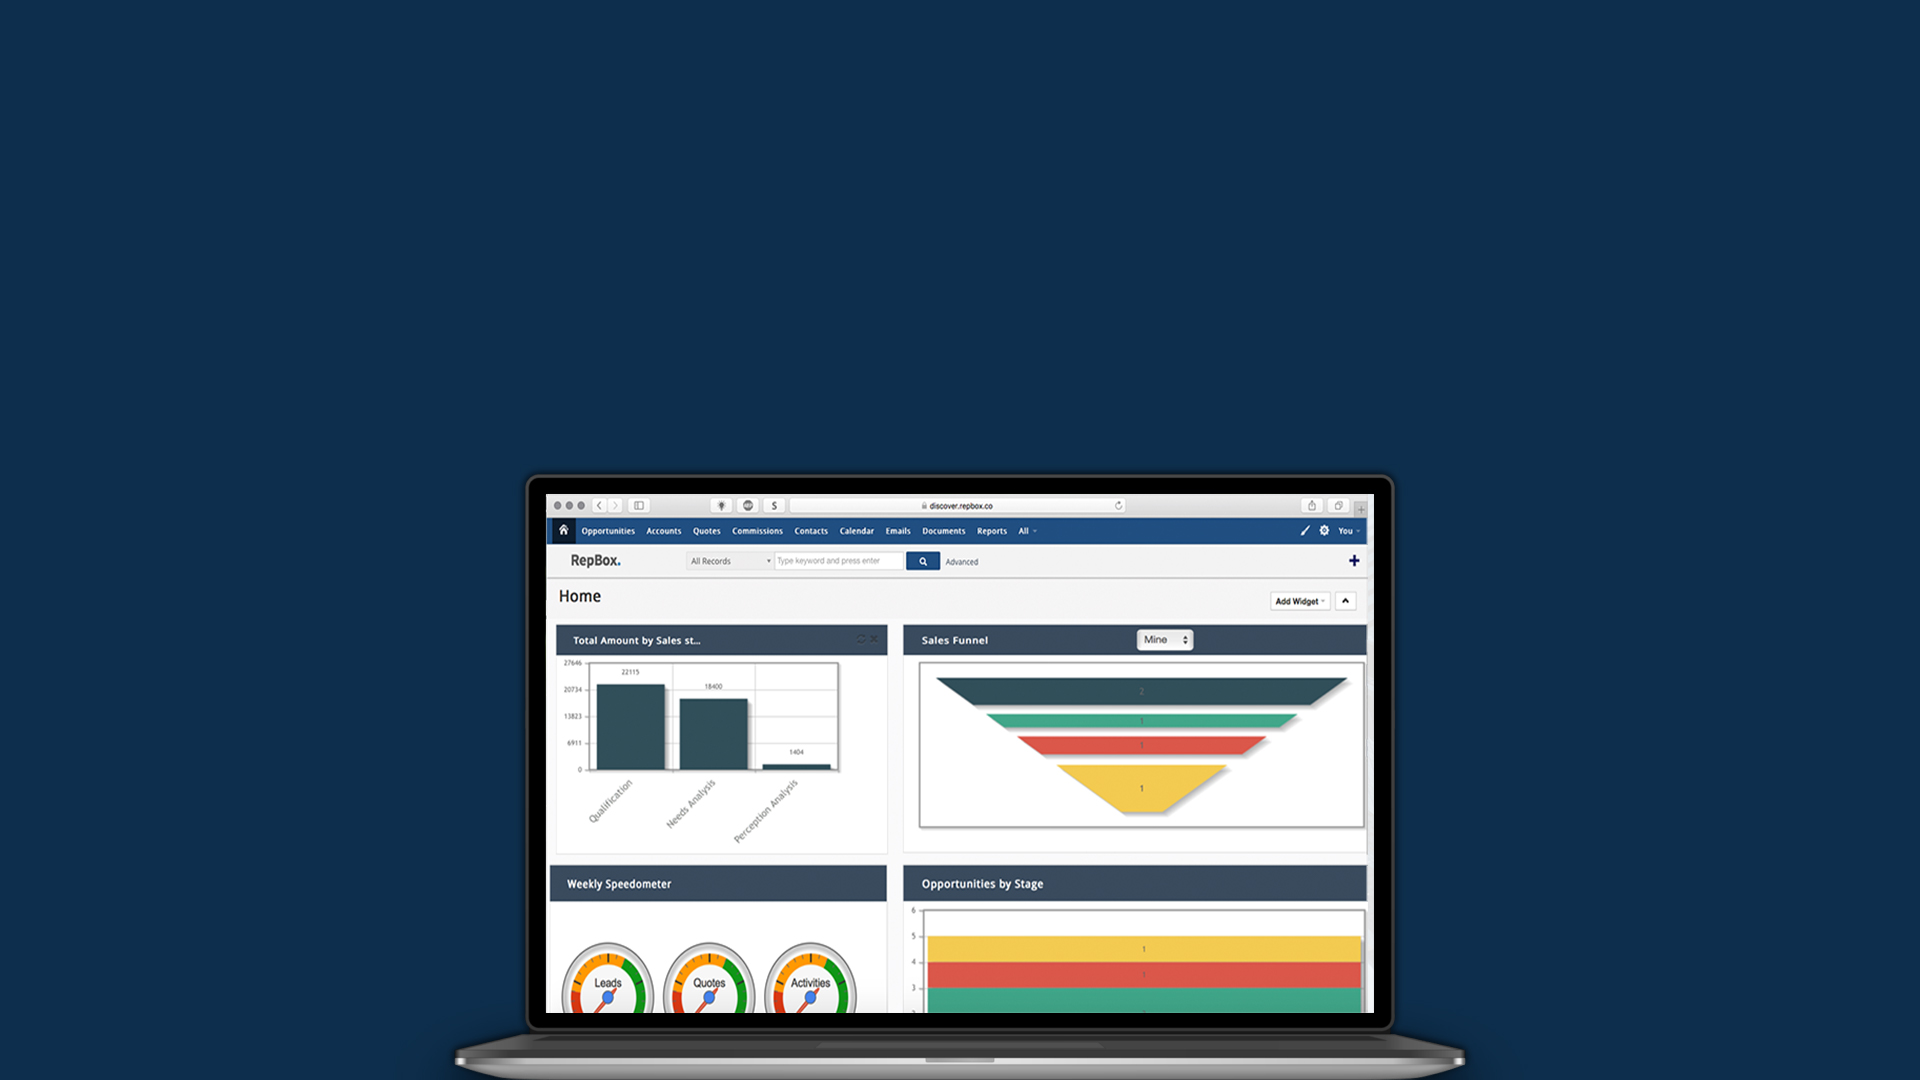 ABP S discover.repbox.co
Opportunities Accounts Quotes Commissions Contacts Calendar Emails Documents Reports All You
RepBox. All Records Type keyword and press enter Advanced
Home
Add Widget
Total Amount by Sales st...
27646
20734
13823
6911
0
22115
18400
1404
Qualification
Needs Analysis
Perception Analysis
Sales Funnel Mine
2
1
1
1
Weekly Speedometer
Leads Quotes Activities
Opportunities by Stage
6
5
4
3
1
1